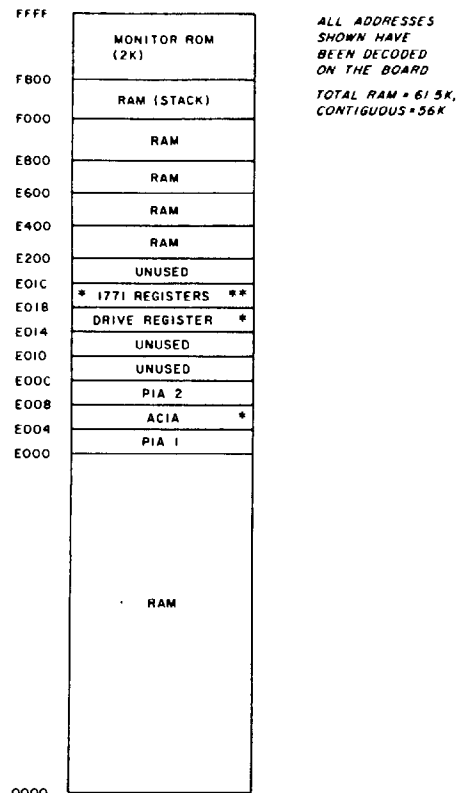 FFFF
MONITOR ROM
(2K)
F800
RAM (STACK)
F000
RAM
E800
RAM
E600
RAM
E400
RAM
E200
UNUSED
E01C
* 1771 REGISTERS **
E018
DRIVE REGISTER *
E014
UNUSED
E010
UNUSED
E00C
PIA 2
E008
ACIA *
E004
PIA 1
E000
RAM
0000
ALL ADDRESSES
SHOWN HAVE
BEEN DECODED
ON THE BOARD
TOTAL RAM = 61.5K,
CONTIGUOUS = 56K